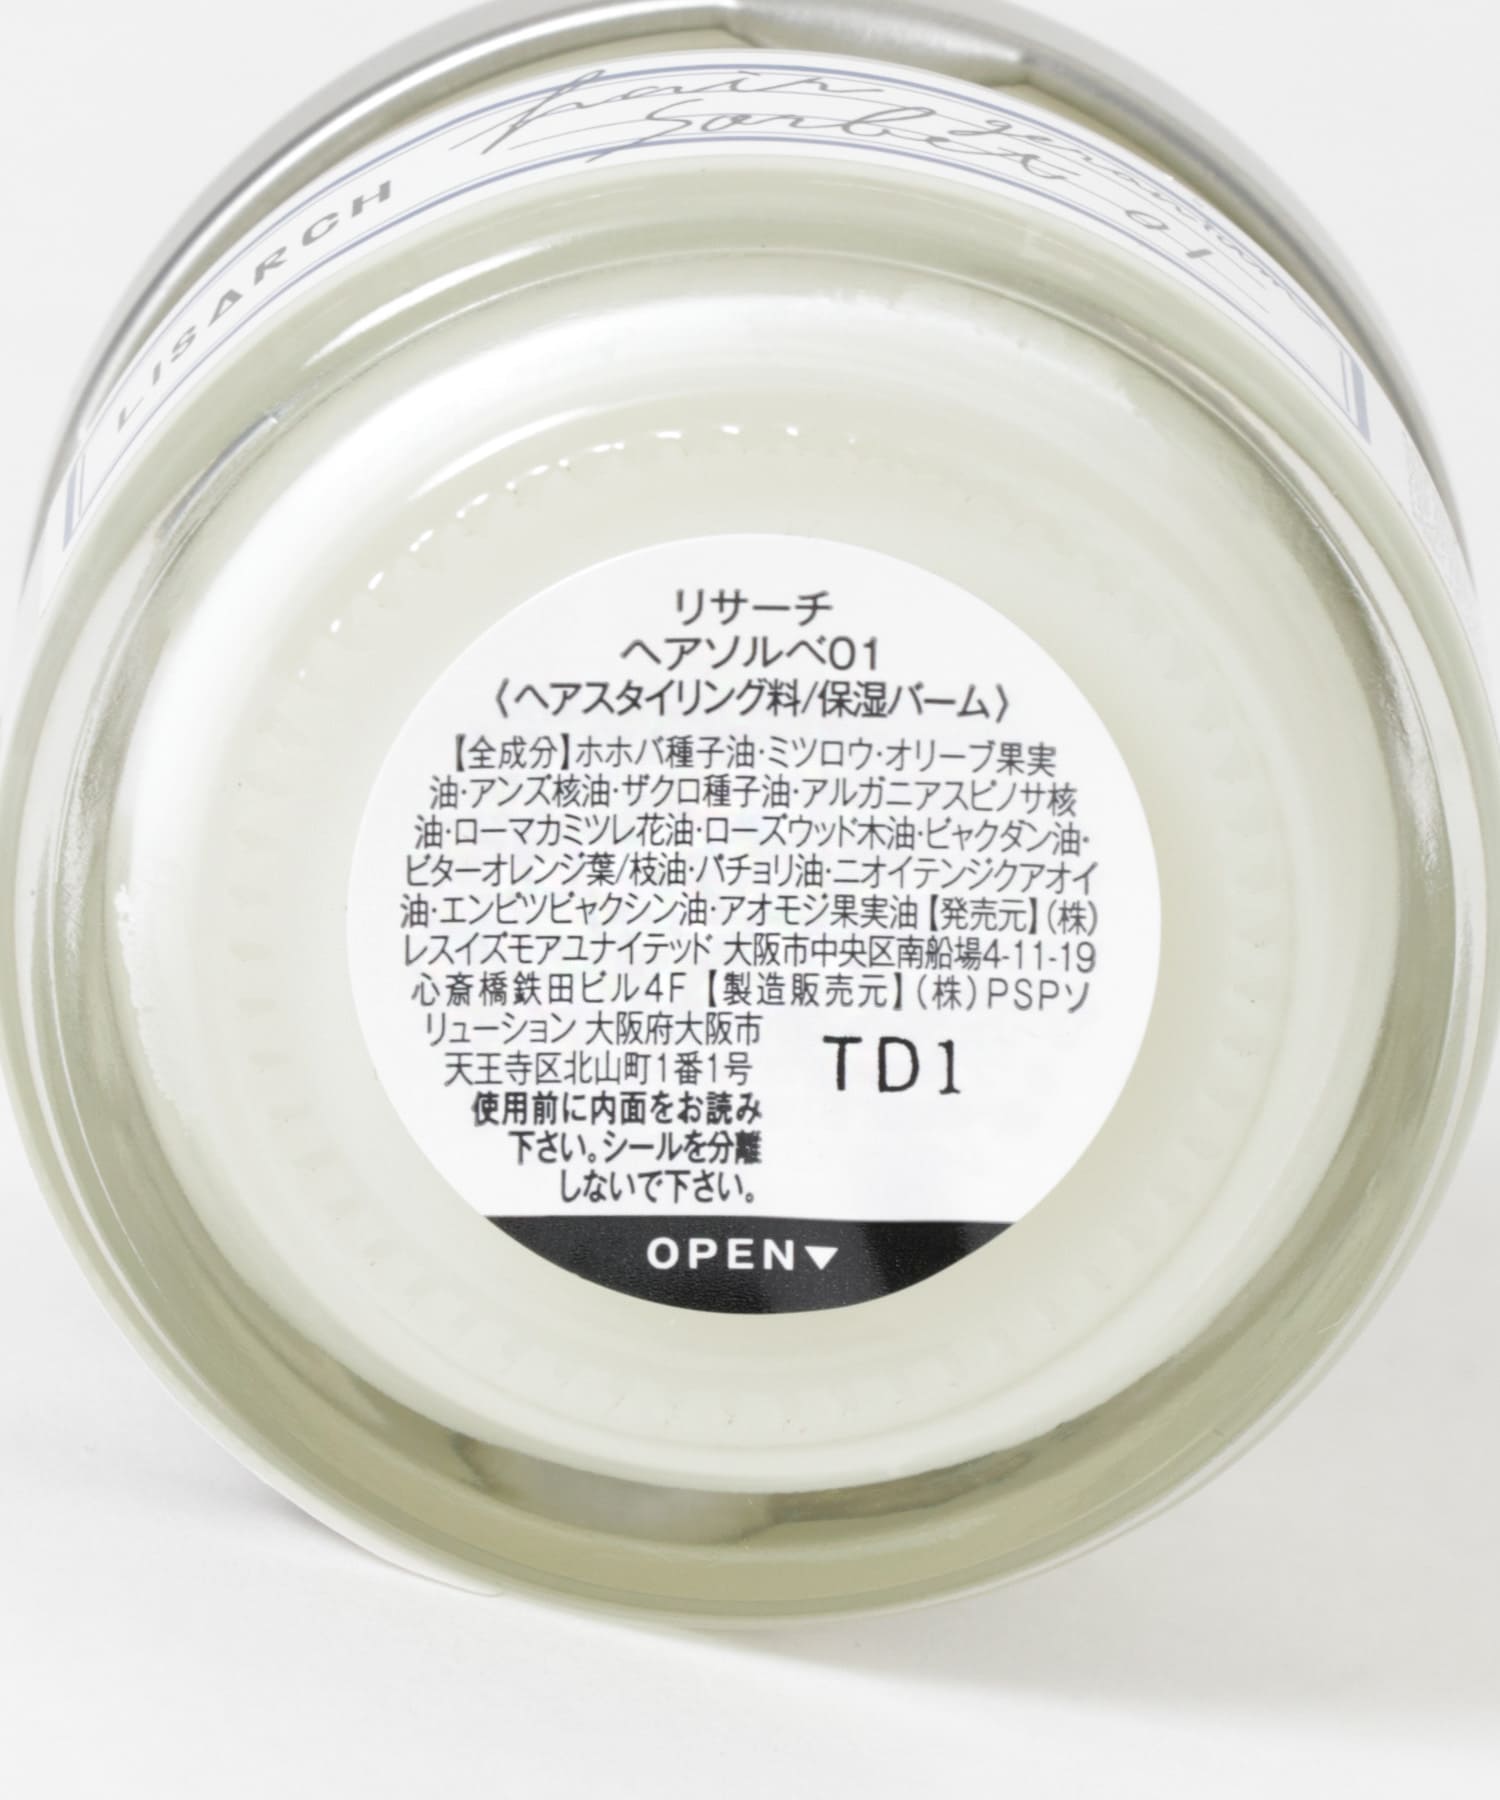 LISARCH
hair
Sorbet 01
geranium
リサーチ
ヘアソルベ01
〈ヘアスタイリング料/保湿バーム〉
【全成分】ホホバ種子油・ミツロウ・オリーブ果実
油・アンズ核油・ザクロ種子油・アルガニアスピノサ核
油・ローマカミツレ花油・ローズウッド木油・ビャクダン油・
ビターオレンジ葉/枝油・パチョリ油・ニオイテンジクアオイ
油・エンピツビャクシン油・アオモジ果実油【発売元】(株)
レスイズモアユナイテッド 大阪市中央区南船場4-11-19
心斎橋鉄田ビル4F 【製造販売元】(株)PSPソ
リューション 大阪府大阪市
天王寺区北山町1番1号
TD1
使用前に内面をお読み
下さい。シールを分離
しないで下さい。
OPEN▼